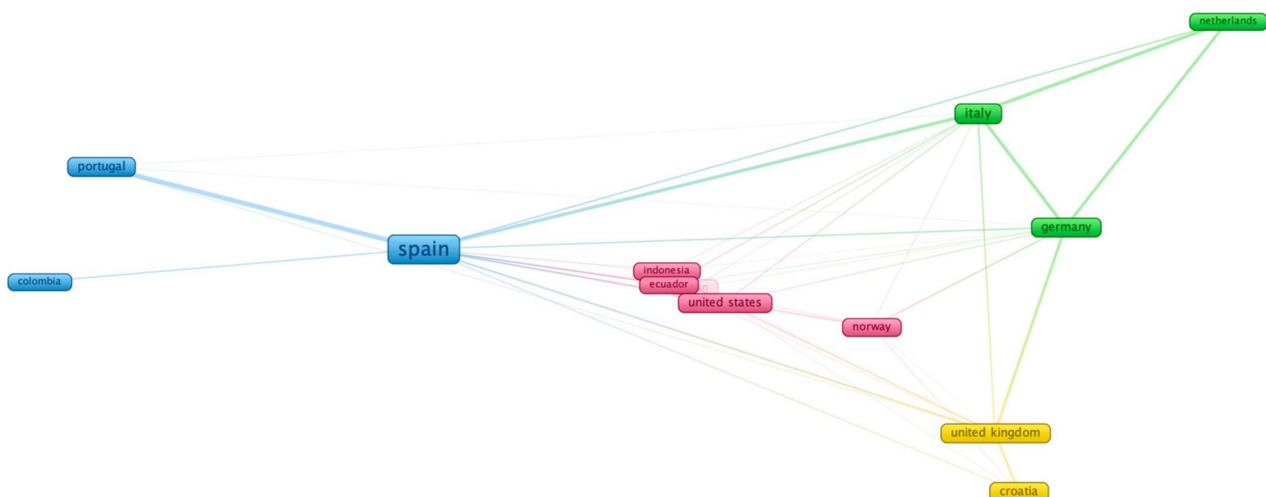 netherlands
italy
portugal
germany
spain
indonesia
colombia
ecuador
united states
norway
united kingdom
croatia